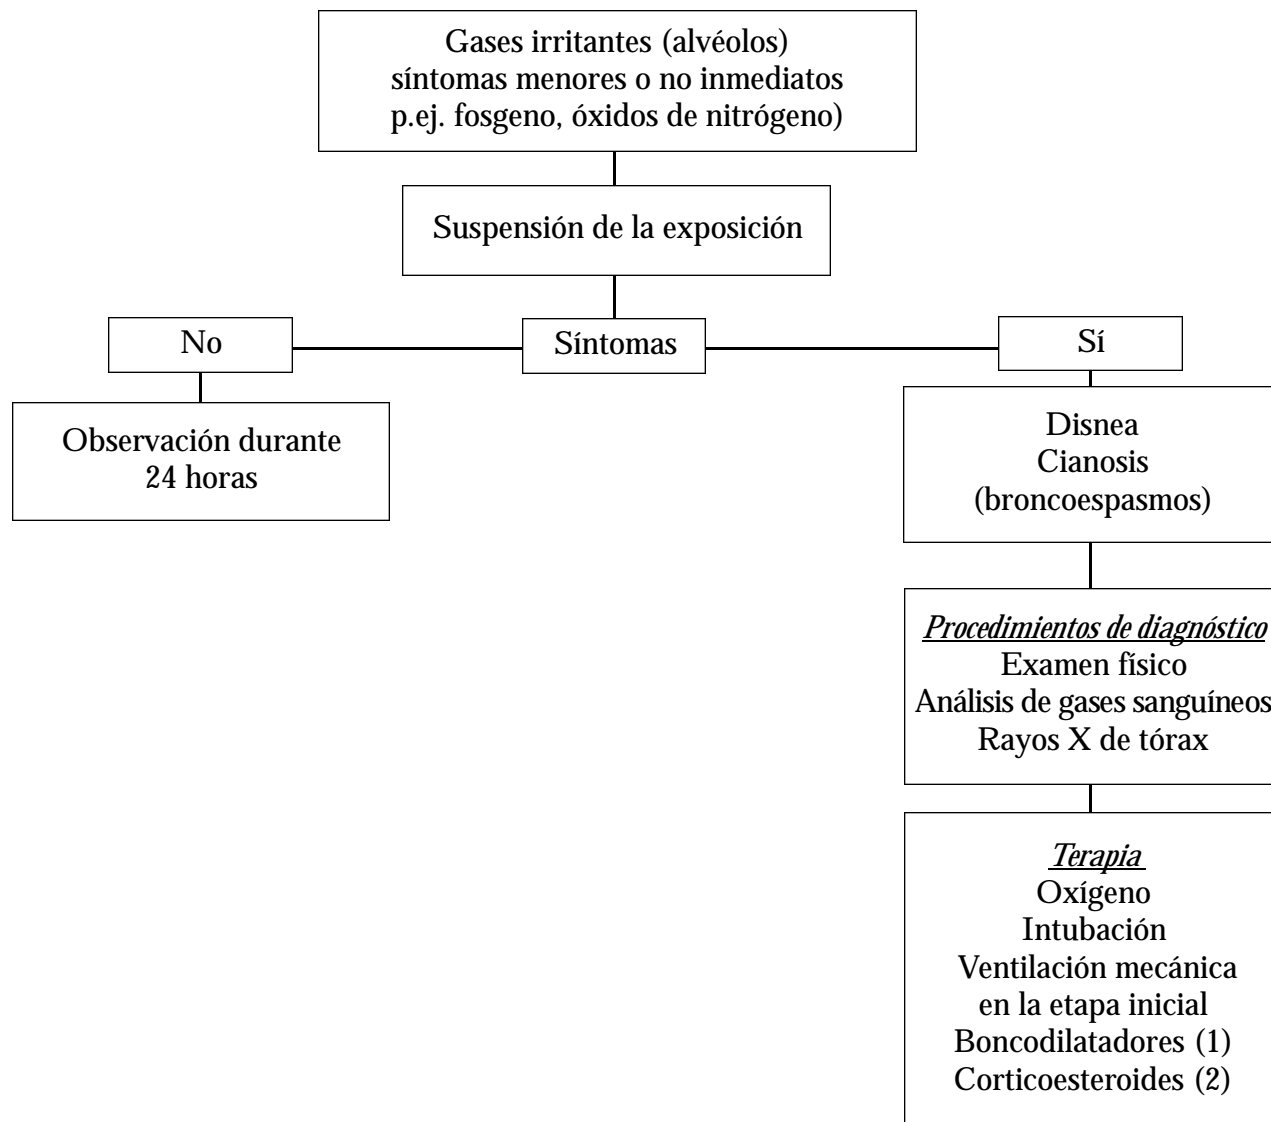 Gases irritantes (alvéolos)
síntomas menores o no inmediatos
p.ej. fosgeno, óxidos de nitrógeno)
Suspensión de la exposición
No
Síntomas
Sí
Observación durante
24 horas
Disnea
Cianosis
(broncoespasmos)
Procedimientos de diagnóstico
Examen físico
Análisis de gases sanguíneos
Rayos X de tórax
Terapia
Oxígeno
Intubación
Ventilación mecánica
en la etapa inicial
Boncodilatadores (1)
Corticoesteroides (2)